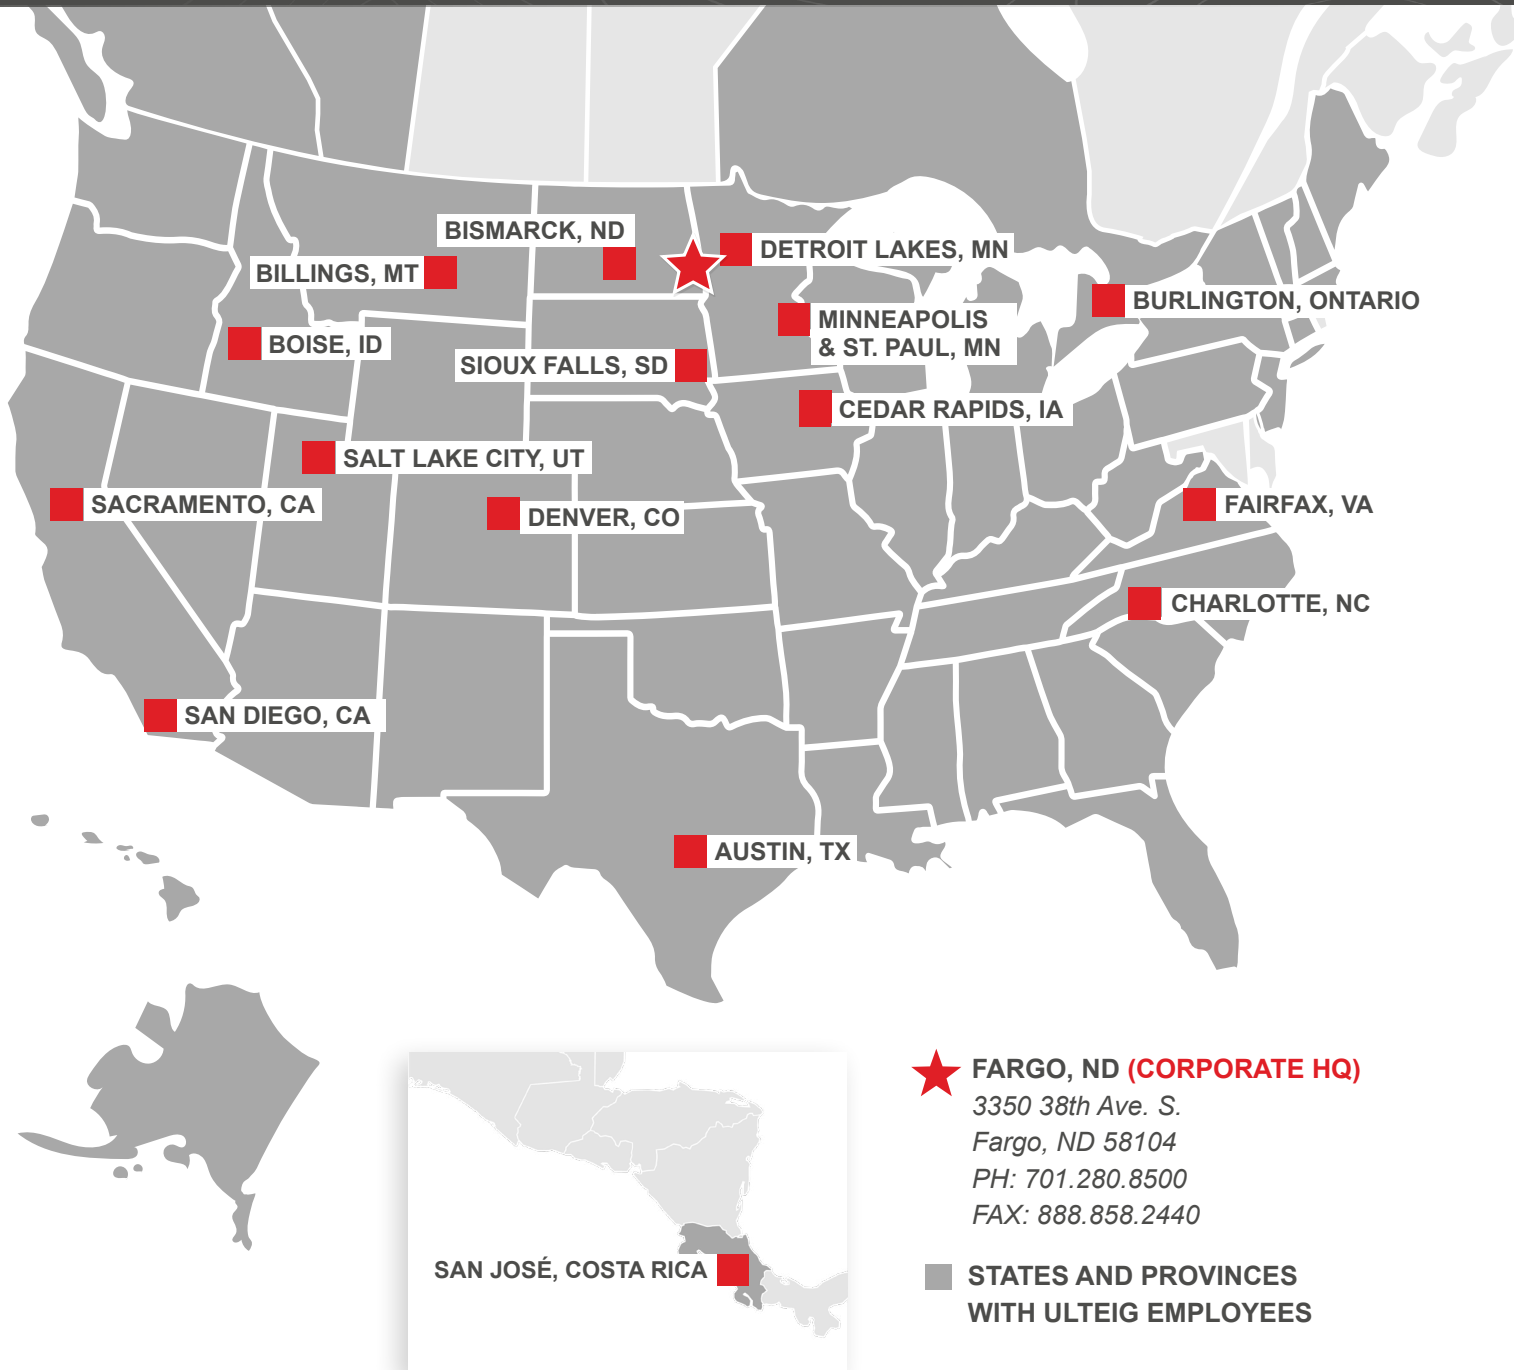 BISMARCK, ND
DETROIT LAKES, MN
BILLINGS, MT
BURLINGTON, ONTARIO
MINNEAPOLIS
& ST. PAUL, MN
BOISE, ID
SIOUX FALLS, SD
CEDAR RAPIDS, IA
SALT LAKE CITY, UT
SACRAMENTO, CA
DENVER, CO
FAIRFAX, VA
CHARLOTTE, NC
SAN DIEGO, CA
AUSTIN, TX
FARGO, ND (CORPORATE HQ)
3350 38th Ave. S.
Fargo, ND 58104
PH: 701.280.8500
FAX: 888.858.2440
SAN JOSÉ, COSTA RICA
STATES AND PROVINCES
WITH ULTEIG EMPLOYEES